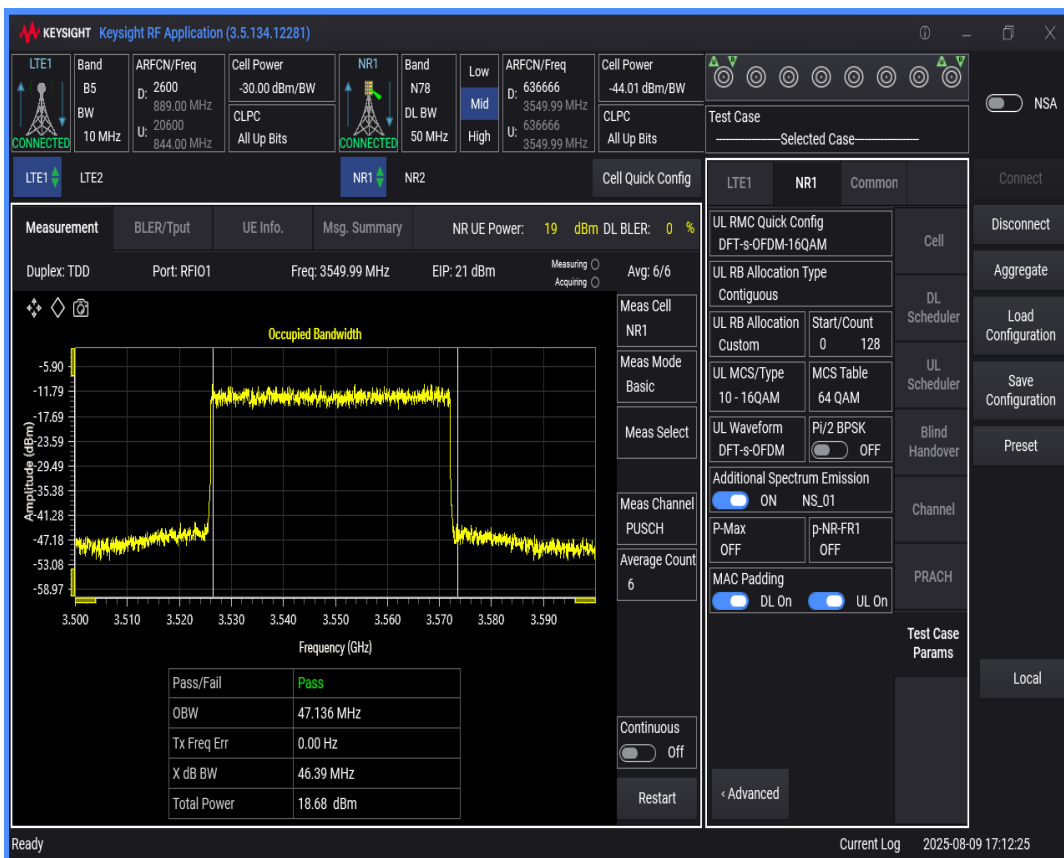 KEYSIGHT Keysight RF Application (3.5.134.12281)
LTE1
CONNECTED
Band
B5
BW
10 MHz
ARFCN/Freq
D: 2600
889.00 MHz
U: 20600
844.00 MHz
Cell Power
-30.00 dBm/BW
CLPC
All Up Bits
NR1
CONNECTED
Band
N78
DL BW
50 MHz
Low
Mid
High
ARFCN/Freq
D: 636666
3549.99 MHz
U: 636666
3549.99 MHz
Cell Power
-44.01 dBm/BW
CLPC
All Up Bits
Test Case
----------------Selected Case----------------
NSA
LTE1 LTE2 NR1 NR2 Cell Quick Config
Measurement BLER/Tput UE Info. Msg. Summary NR UE Power: 19 dBm DL BLER: 0 %
Duplex: TDD Port: RFIO1 Freq: 3549.99 MHz EIP: 21 dBm Measuring Acquiring Avg: 6/6
Occupied Bandwidth
Amplitude (dBm)
-5.90
-11.79
-17.69
-23.59
-29.49
-35.38
-41.28
-47.18
-53.08
-58.97
3.500 3.510 3.520 3.530 3.540 3.550 3.560 3.570 3.580 3.590
Frequency (GHz)
Pass/Fail Pass
OBW 47.136 MHz
Tx Freq Err 0.00 Hz
X dB BW 46.39 MHz
Total Power 18.68 dBm
Meas Cell
NR1
Meas Mode
Basic
Meas Select
Meas Channel
PUSCH
Average Count
6
Continuous
Off
Restart
LTE1 NR1 Common
UL RMC Quick Config
DFT-s-OFDM-16QAM
UL RB Allocation Type
Contiguous
UL RB Allocation
Custom
Start/Count
0 128
UL MCS/Type
10 - 16QAM
MCS Table
64 QAM
UL Waveform
DFT-s-OFDM
Pi/2 BPSK
OFF
Additional Spectrum Emission
ON NS_01
P-Max
OFF
p-NR-FR1
OFF
MAC Padding
DL On UL On
‹ Advanced
Cell
DL
Scheduler
UL
Scheduler
Blind
Handover
Channel
PRACH
Test Case
Params
Connect
Disconnect
Aggregate
Load
Configuration
Save
Configuration
Preset
Local
Ready Current Log 2025-08-09 17:12:25